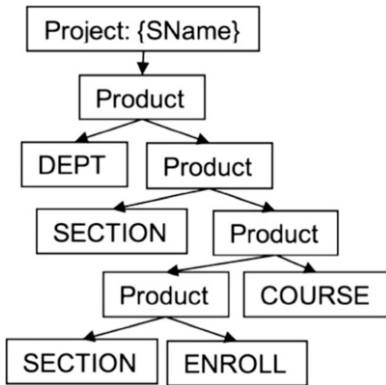 Project: {SName}
Product
DEPT
Product
SECTION
Product
Product
COURSE
SECTION
ENROLL